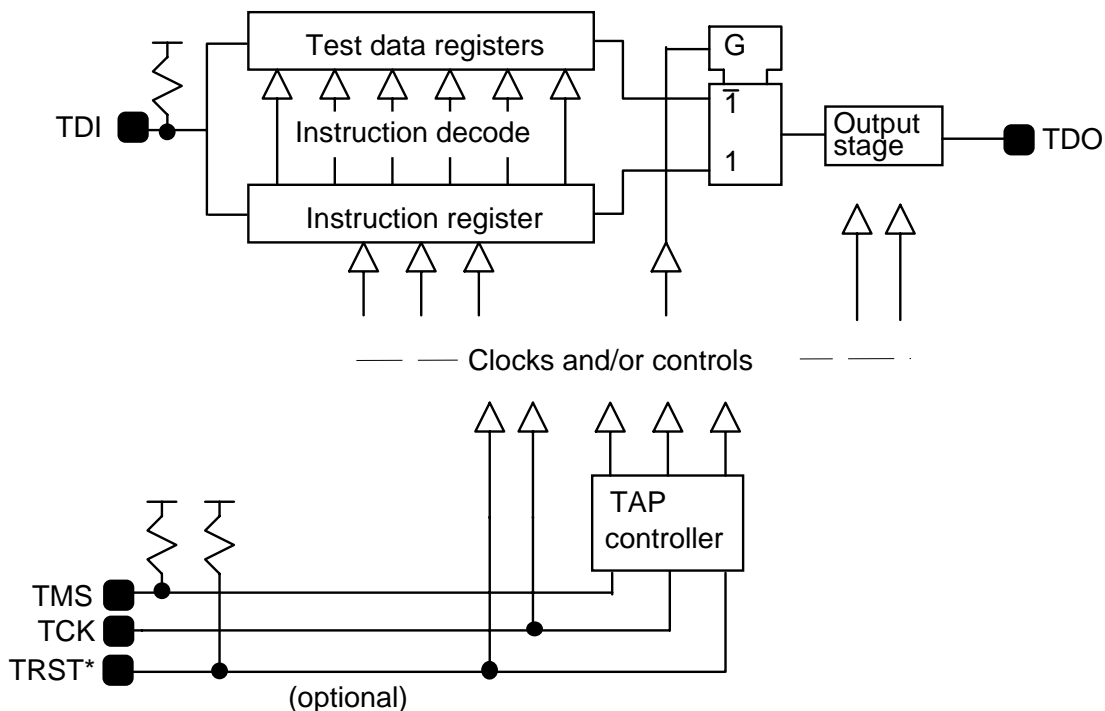 Test data registers
G
1̅
TDI
Instruction decode
Output
stage
TDO
1
Instruction register
Clocks and/or controls
TAP
controller
TMS
TCK
TRST*
(optional)